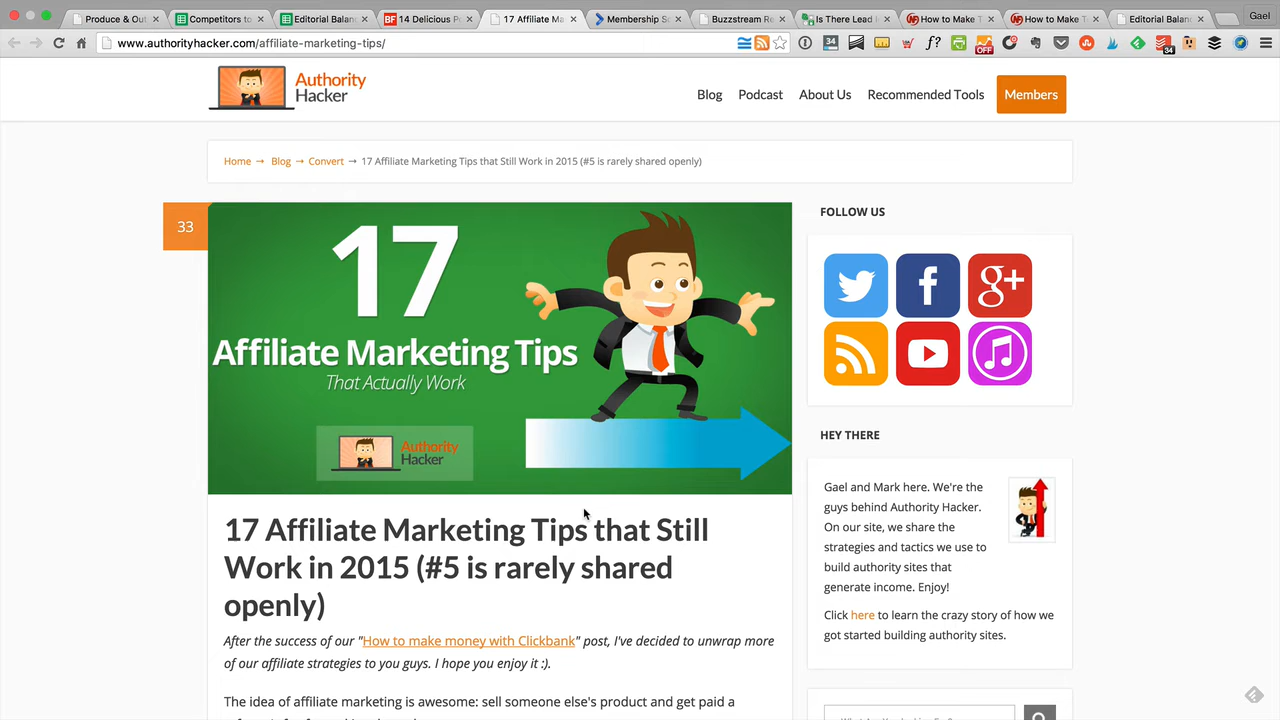 Produce & Out
Competitors to
Editorial Balanc
BF 14 Delicious Po
17 Affiliate Ma
Membership So
Buzzstream Re
Is There Lead
How to Make T
How to Make T
Editorial Balanc
Gael
www.authorityhacker.com/affiliate-marketing-tips/
34
f?
OFF
34
Authority
Hacker
Blog
Podcast
About Us
Recommended Tools
Members
Home → Blog → Convert → 17 Affiliate Marketing Tips that Still Work in 2015 (#5 is rarely shared openly)
33
17
Affiliate Marketing Tips
That Actually Work
Authority
Hacker
17 Affiliate Marketing Tips that Still
Work in 2015 (#5 is rarely shared
openly)
After the success of our "How to make money with Clickbank" post, I've decided to unwrap more
of our affiliate strategies to you guys. I hope you enjoy it :).
The idea of affiliate marketing is awesome: sell someone else's product and get paid a
FOLLOW US
f
g+
HEY THERE
Gael and Mark here. We're the
guys behind Authority Hacker.
On our site, we share the
strategies and tactics we use to
build authority sites that
generate income. Enjoy!
Click here to learn the crazy story of how we
got started building authority sites.